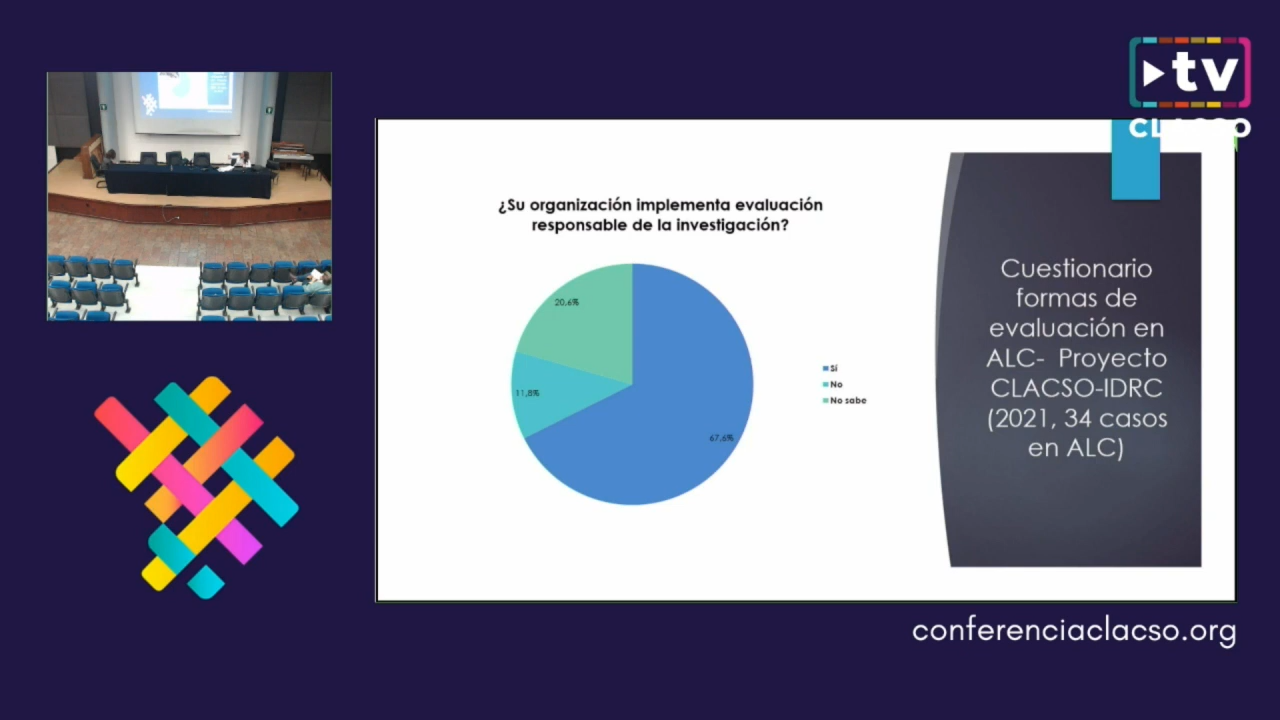 tv
CLACSO
¿Su organización implementa evaluación
responsable de la investigación?
20,6%
11,8%
67,6%
Sí
No
No sabe
Cuestionario
formas de
evaluación en
ALC- Proyecto
CLACSO-IDRC
(2021, 34 casos
en ALC)
conferenciaclacso.org